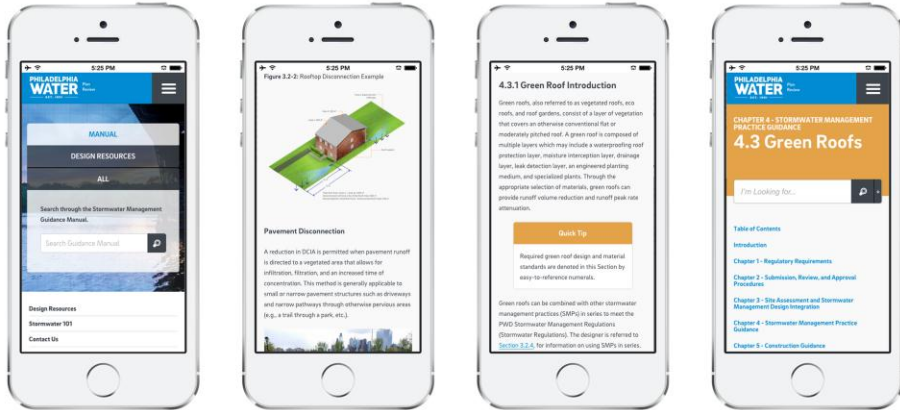 5:25 PM
PHILADELPHIA
WATER
EST. 1801
Plan
Review
MANUAL
DESIGN RESOURCES
ALL
Search through the Stormwater Management
Guidance Manual.
Search Guidance Manual
Design Resources
Stormwater 101
Contact Us
5:25 PM
Figure 3.2-2: Rooftop Disconnection Example
Pavement Disconnection
A reduction in DCIA is permitted when pavement runoff
is directed to a vegetated area that allows for
infiltration, filtration, and an increased time of
concentration. This method is generally applicable to
small or narrow pavement structures such as driveways
and narrow pathways through otherwise pervious areas
(e.g., a trail through a park, etc.).
5:25 PM
4.3.1 Green Roof Introduction
Green roofs, also referred to as vegetated roofs, eco
roofs, and roof gardens, consist of a layer of vegetation
that covers an otherwise conventional flat or
moderately pitched roof. A green roof is composed of
multiple layers which may include a waterproofing roof
protection layer, moisture interception layer, drainage
layer, leak detection layer, an engineered planting
medium, and specialized plants. Through the
appropriate selection of materials, green roofs can
provide runoff volume reduction and runoff peak rate
attenuation.
Quick Tip
Required green roof design and material
standards are denoted in this Section by
easy-to-reference numerals.
Green roofs can be combined with other stormwater
management practices (SMPs) in series to meet the
PWD Stormwater Management Regulations
(Stormwater Regulations). The designer is referred to
Section 3.2.4, for information on using SMPs in series.
5:25 PM
PHILADELPHIA
WATER
EST. 1801
Plan
Review
CHAPTER 4 - STORMWATER MANAGEMENT
PRACTICE GUIDANCE
4.3 Green Roofs
I'm Looking for...
Table of Contents
Introduction
Chapter 1 - Regulatory Requirements
Chapter 2 - Submission, Review, and Approval
Procedures
Chapter 3 - Site Assessment and Stormwater
Management Design Integration
Chapter 4 - Stormwater Management Practice
Guidance
Chapter 5 - Construction Guidance